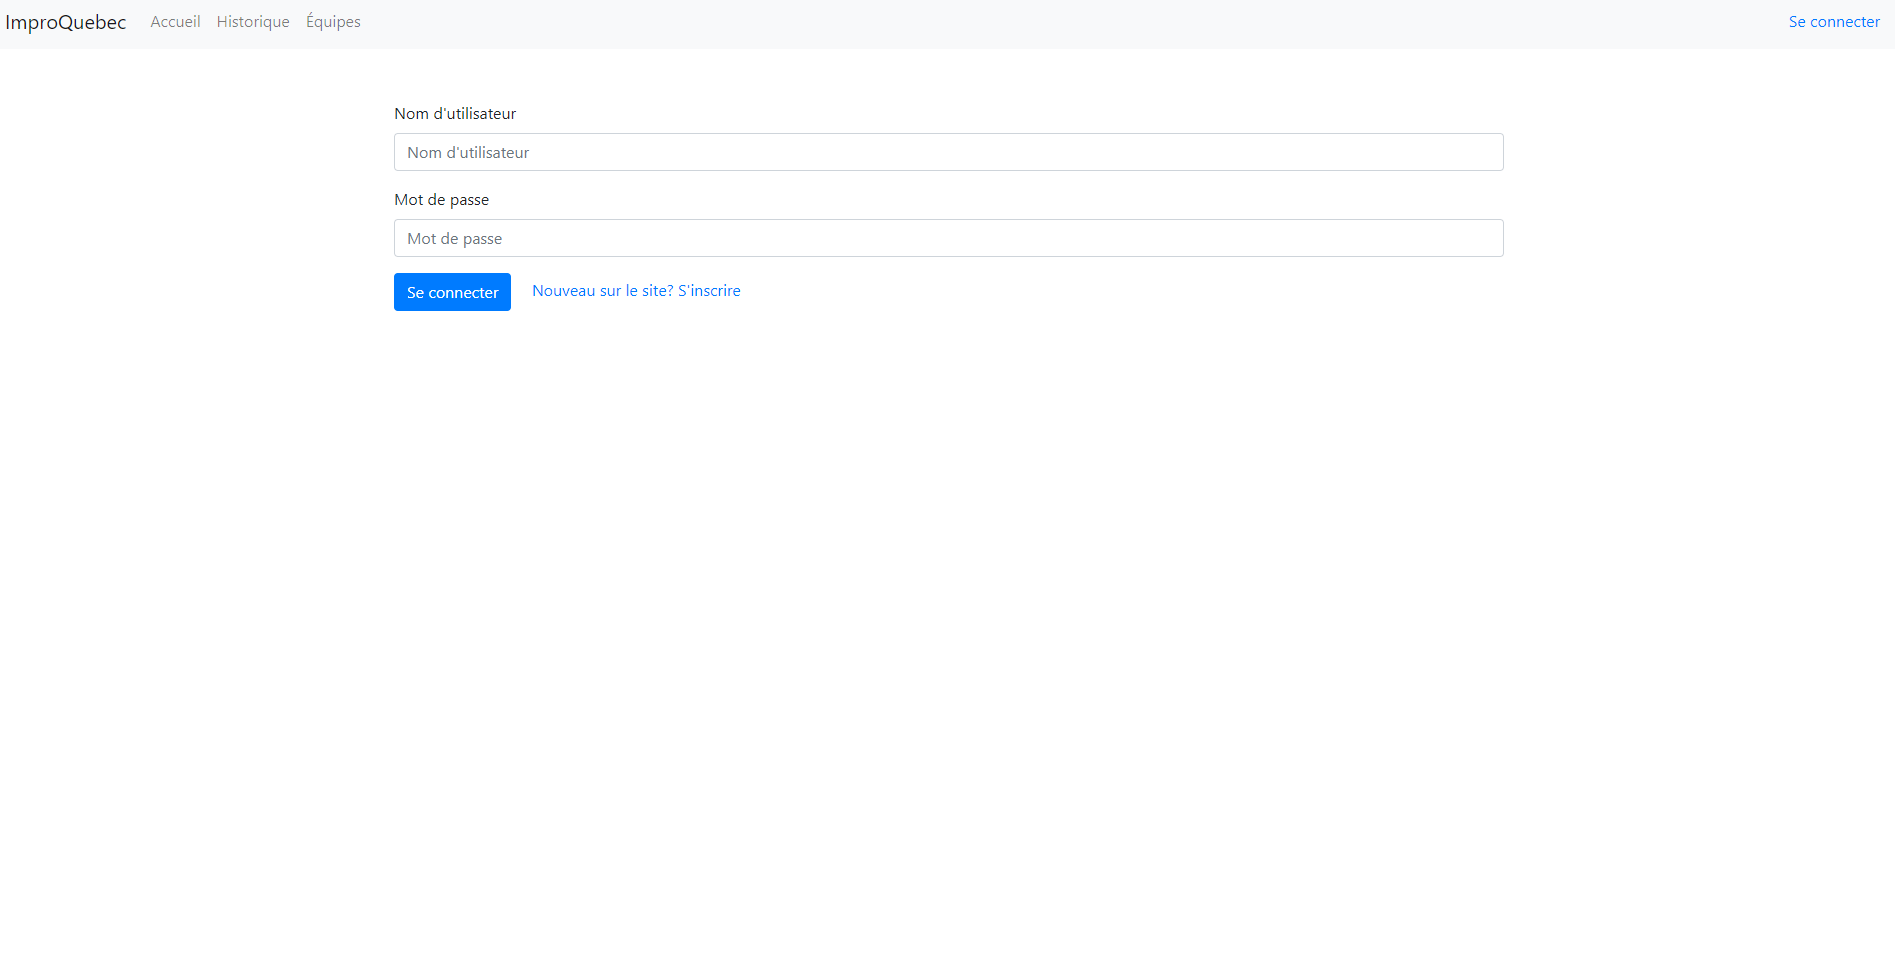 ImproQuebec Accueil Historique Équipes Se connecter
Nom d'utilisateur
Nom d'utilisateur
Mot de passe
Mot de passe
Se connecter Nouveau sur le site? S'inscrire